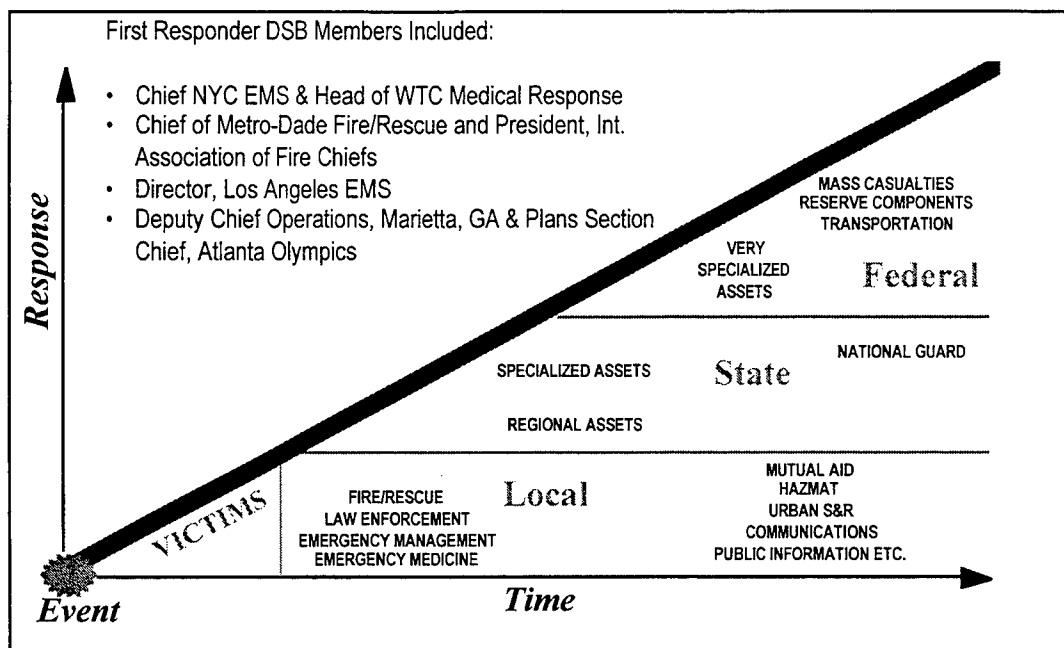 First Responder DSB Members Included:
• Chief NYC EMS & Head of WTC Medical Response
• Chief of Metro-Dade Fire/Rescue and President, Int.
Association of Fire Chiefs
• Director, Los Angeles EMS
• Deputy Chief Operations, Marietta, GA & Plans Section
Chief, Atlanta Olympics
Response
MASS CASUALTIES
RESERVE COMPONENTS
TRANSPORTATION
VERY
SPECIALIZED
ASSETS
Federal
NATIONAL GUARD
SPECIALIZED ASSETS
State
REGIONAL ASSETS
VICTIMS
FIRE/RESCUE
LAW ENFORCEMENT
EMERGENCY MANAGEMENT
EMERGENCY MEDICINE
Local
MUTUAL AID
HAZMAT
URBAN S&R
COMMUNICATIONS
PUBLIC INFORMATION ETC.
Event
Time